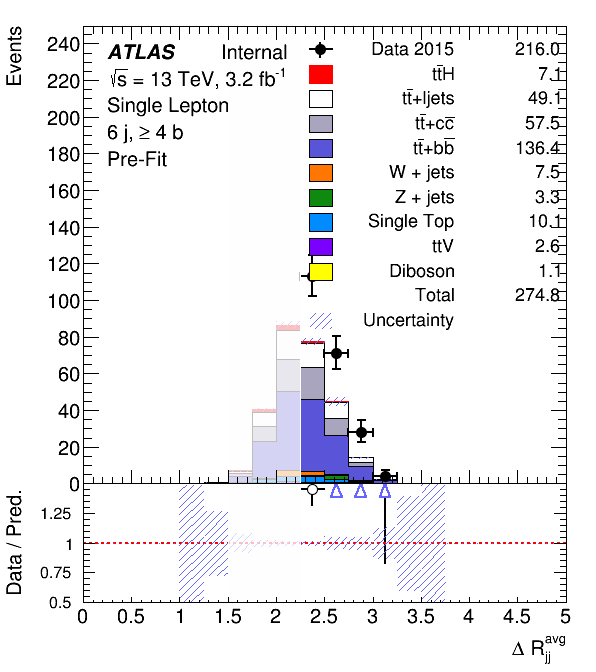 Events
240
220
200
180
160
140
120
100
80
60
40
20
0
ATLAS Internal
√s = 13 TeV, 3.2 fb⁻¹
Single Lepton
6 j, ≥ 4 b
Pre-Fit
Data 2015 216.0
tt̄H 7.1
tt̄+ljets 49.1
tt̄+cc̄ 57.5
tt̄+bb̄ 136.4
W + jets 7.5
Z + jets 3.3
Single Top 10.1
ttV 2.6
Diboson 1.1
Total 274.8
Uncertainty
Data / Pred.
1.25
1
0.75
0.5
0 0.5 1 1.5 2 2.5 3 3.5 4 4.5 5
Δ R_jj^avg